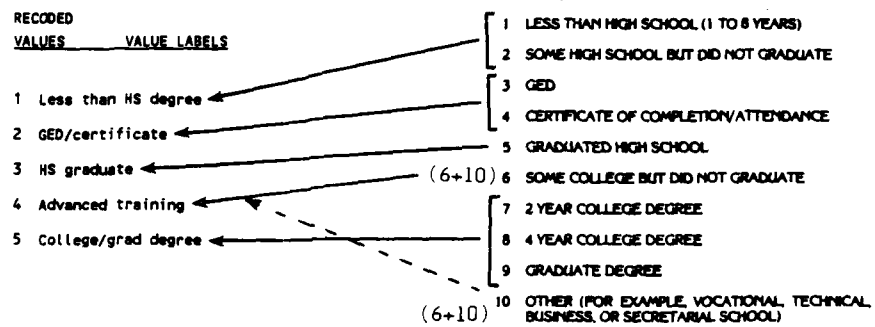 RECODED
VALUES VALUE LABELS
1 Less than HS degree
2 GED/certificate
3 HS graduate
4 Advanced training
5 College/grad degree
1 LESS THAN HIGH SCHOOL (1 TO 8 YEARS)
2 SOME HIGH SCHOOL BUT DID NOT GRADUATE
3 GED
4 CERTIFICATE OF COMPLETION/ATTENDANCE
5 GRADUATED HIGH SCHOOL
(6+10) 6 SOME COLLEGE BUT DID NOT GRADUATE
7 2 YEAR COLLEGE DEGREE
8 4 YEAR COLLEGE DEGREE
9 GRADUATE DEGREE
(6+10) 10 OTHER (FOR EXAMPLE, VOCATIONAL, TECHNICAL,
BUSINESS, OR SECRETARIAL SCHOOL)